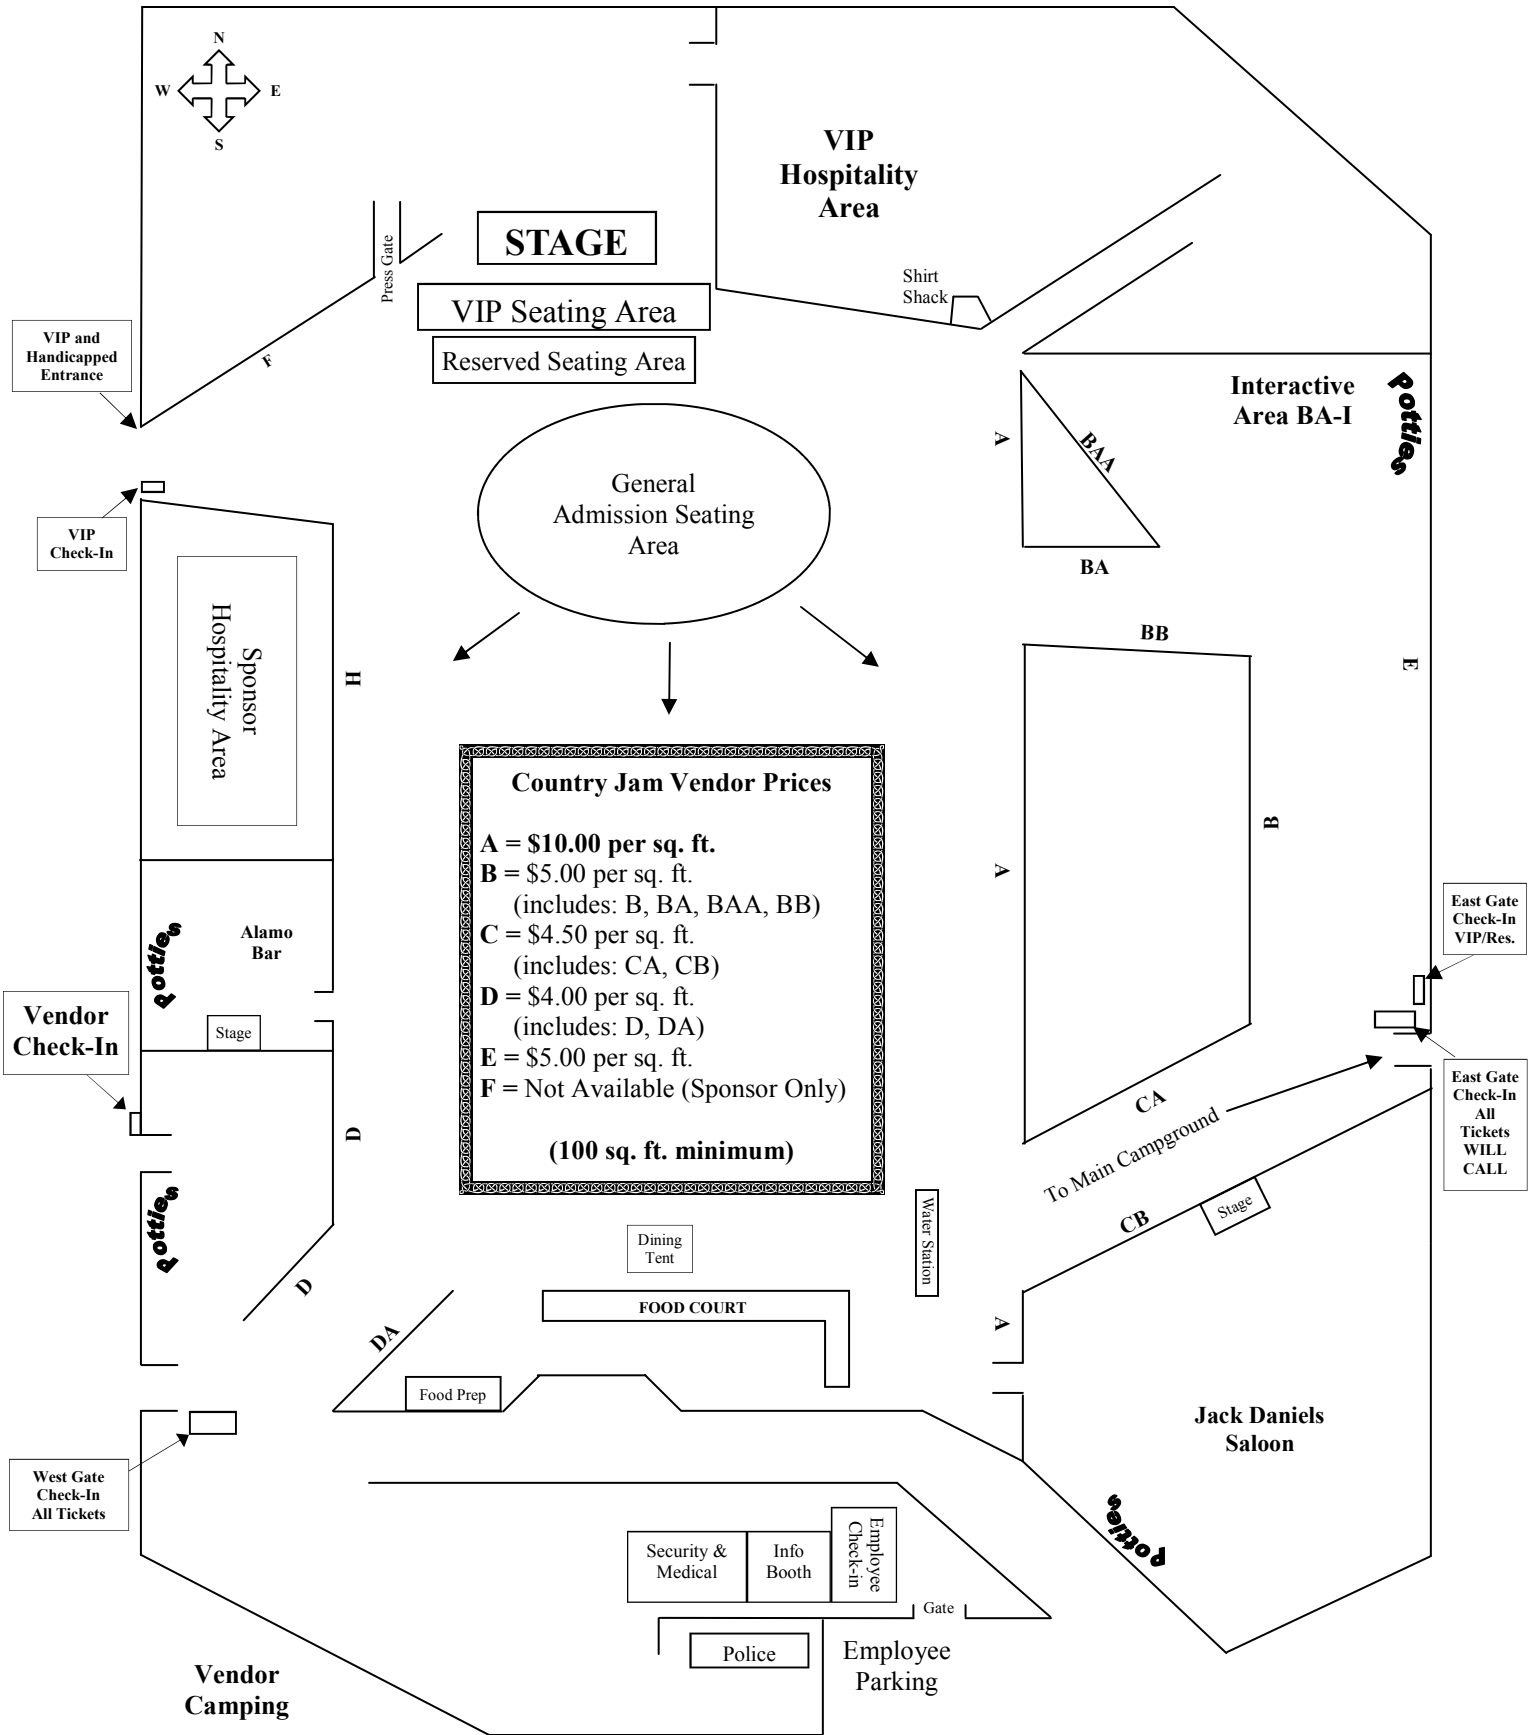 N
W
E
S
VIP
Hospitality
Area
Press Gate
STAGE
Shirt
Shack
VIP Seating Area
VIP and
Handicapped
Entrance
F
Reserved Seating Area
Interactive
Area BA-I
Potties
A
BAA
General
Admission Seating
Area
VIP
Check-In
BA
BB
Sponsor
Hospitality Area
H
E
Country Jam Vendor Prices
A = $10.00 per sq. ft.
B = $5.00 per sq. ft.
(includes: B, BA, BAA, BB)
C = $4.50 per sq. ft.
(includes: CA, CB)
D = $4.00 per sq. ft.
(includes: D, DA)
E = $5.00 per sq. ft.
F = Not Available (Sponsor Only)
(100 sq. ft. minimum)
B
A
East Gate
Check-In
VIP/Res.
Potties
Alamo
Bar
Vendor
Check-In
Stage
East Gate
Check-In
All
Tickets
WILL
CALL
CA
D
To Main Campground
Potties
Water Station
CB
Stage
Dining
Tent
D
FOOD COURT
A
DA
Food Prep
Jack Daniels
Saloon
West Gate
Check-In
All Tickets
Potties
Security &
Medical
Info
Booth
Employee
Check-in
Gate
Police
Employee
Parking
Vendor
Camping